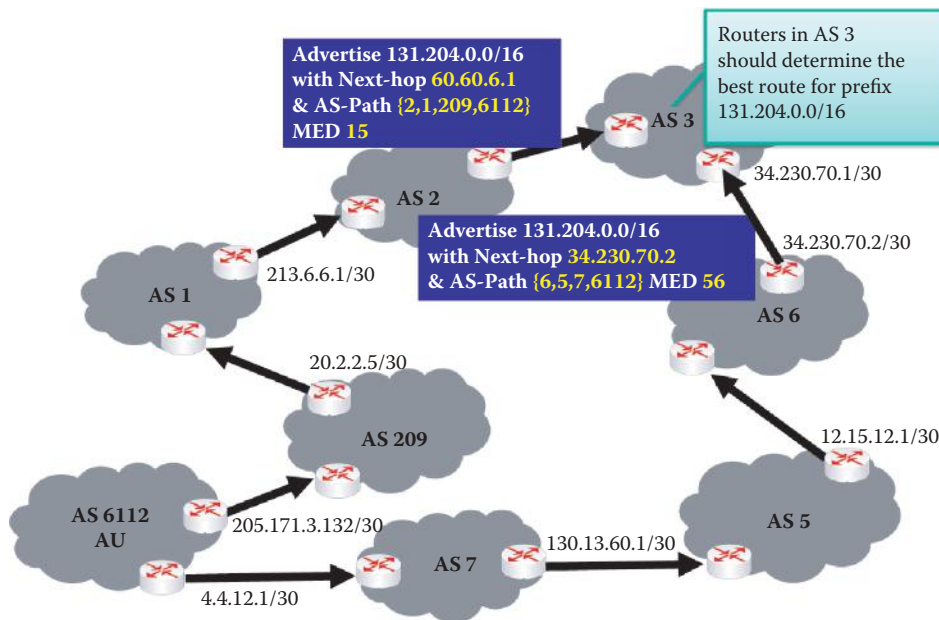 Advertise 131.204.0.0/16
with Next-hop 60.60.6.1
& AS-Path {2,1,209,6112}
MED 15
Routers in AS 3
should determine the
best route for prefix
131.204.0.0/16
AS 3
34.230.70.1/30
AS 2
Advertise 131.204.0.0/16
with Next-hop 34.230.70.2
& AS-Path {6,5,7,6112} MED 56
34.230.70.2/30
213.6.6.1/30
AS 1
AS 6
20.2.2.5/30
AS 209
12.15.12.1/30
AS 6112
AU
205.171.3.132/30
AS 5
130.13.60.1/30
AS 7
4.4.12.1/30